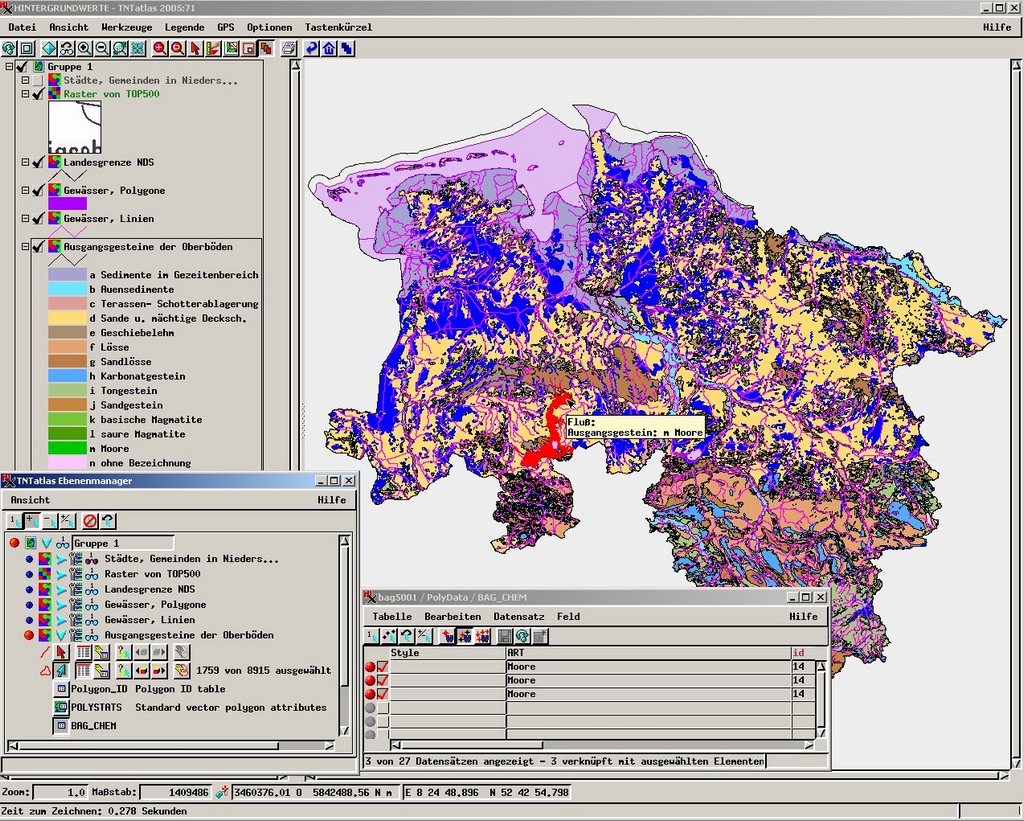 HINTERGRUNDWERTE - TNTatlas 2005:71
Datei Ansicht Werkzeuge Legende GPS Optionen Tastenkürzel Hilfe
Gruppe 1
Städte, Gemeinden in Nieders...
Raster von TOP500
Landesgrenze NDS
Gewässer, Polygone
Gewässer, Linien
Ausgangsgesteine der Oberböden
a Sedimente im Gezeitenbereich
b Auensedimente
c Terassen- Schotterablagerung
d Sande u. mächtige Decksch.
e Geschiebelehm
f Lösse
g Sandlösse
h Karbonatgestein
i Tongestein
j Sandgestein
k basische Magmatite
l saure Magmatite
m Moore
n ohne Bezeichnung
Fluß:
Ausgangsgestein: m Moore
TNTatlas Ebenenmanager
Ansicht Hilfe
Gruppe 1
Städte, Gemeinden in Nieders...
Raster von TOP500
Landesgrenze NDS
Gewässer, Polygone
Gewässer, Linien
Ausgangsgesteine der Oberböden
1759 von 8915 ausgewählt
Polygon_ID Polygon ID table
POLYSTATS Standard vector polygon attributes
BAG_CHEM
bag5001 / PolyData / BAG_CHEM
Tabelle Bearbeiten Datensatz Feld Hilfe
Style ART id
Moore 14
Moore 14
Moore 14
3 von 27 Datensätzen angezeigt - 3 verknüpft mit ausgewählten Elementen
Zoom: 1.0 Maßstab: 1409486 3460376.01 O 5842488.56 N m E 8 24 48.896 N 52 42 54.798
Zeit zum Zeichnen: 0.278 Sekunden